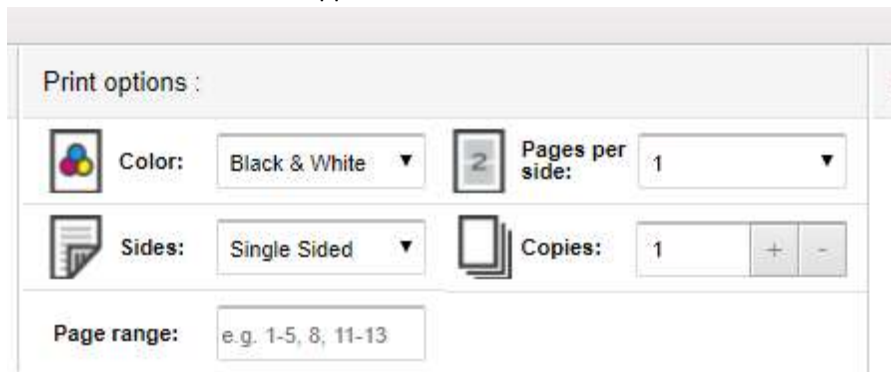 Print options :
Color: Black & White 2 Pages per side: 1
Sides: Single Sided Copies: 1 + -
Page range: e.g. 1-5, 8, 11-13